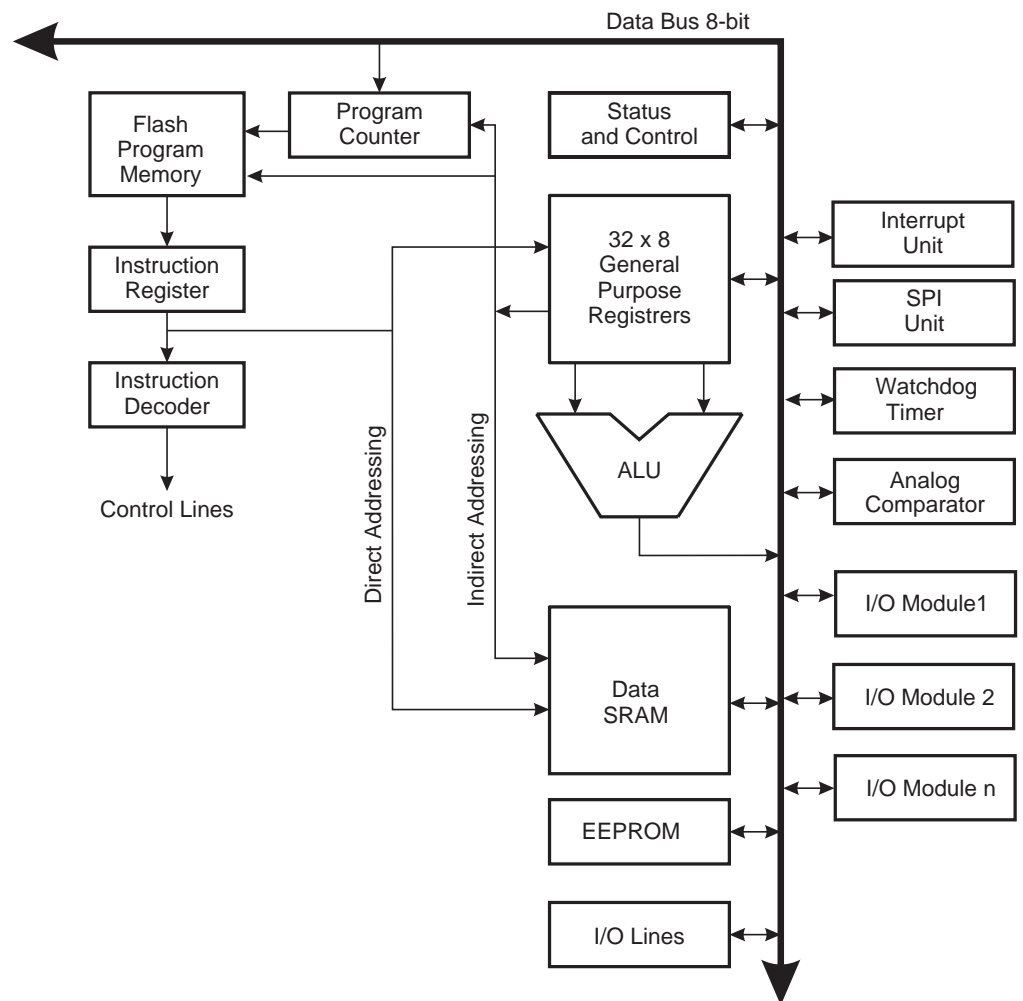 Data Bus 8-bit
Flash
Program
Memory
Program
Counter
Status
and Control
Interrupt
Unit
32 x 8
General
Purpose
Registrers
Instruction
Register
SPI
Unit
Instruction
Decoder
Watchdog
Timer
Direct Addressing
Indirect Addressing
ALU
Analog
Comparator
Control Lines
I/O Module1
Data
SRAM
I/O Module 2
I/O Module n
EEPROM
I/O Lines